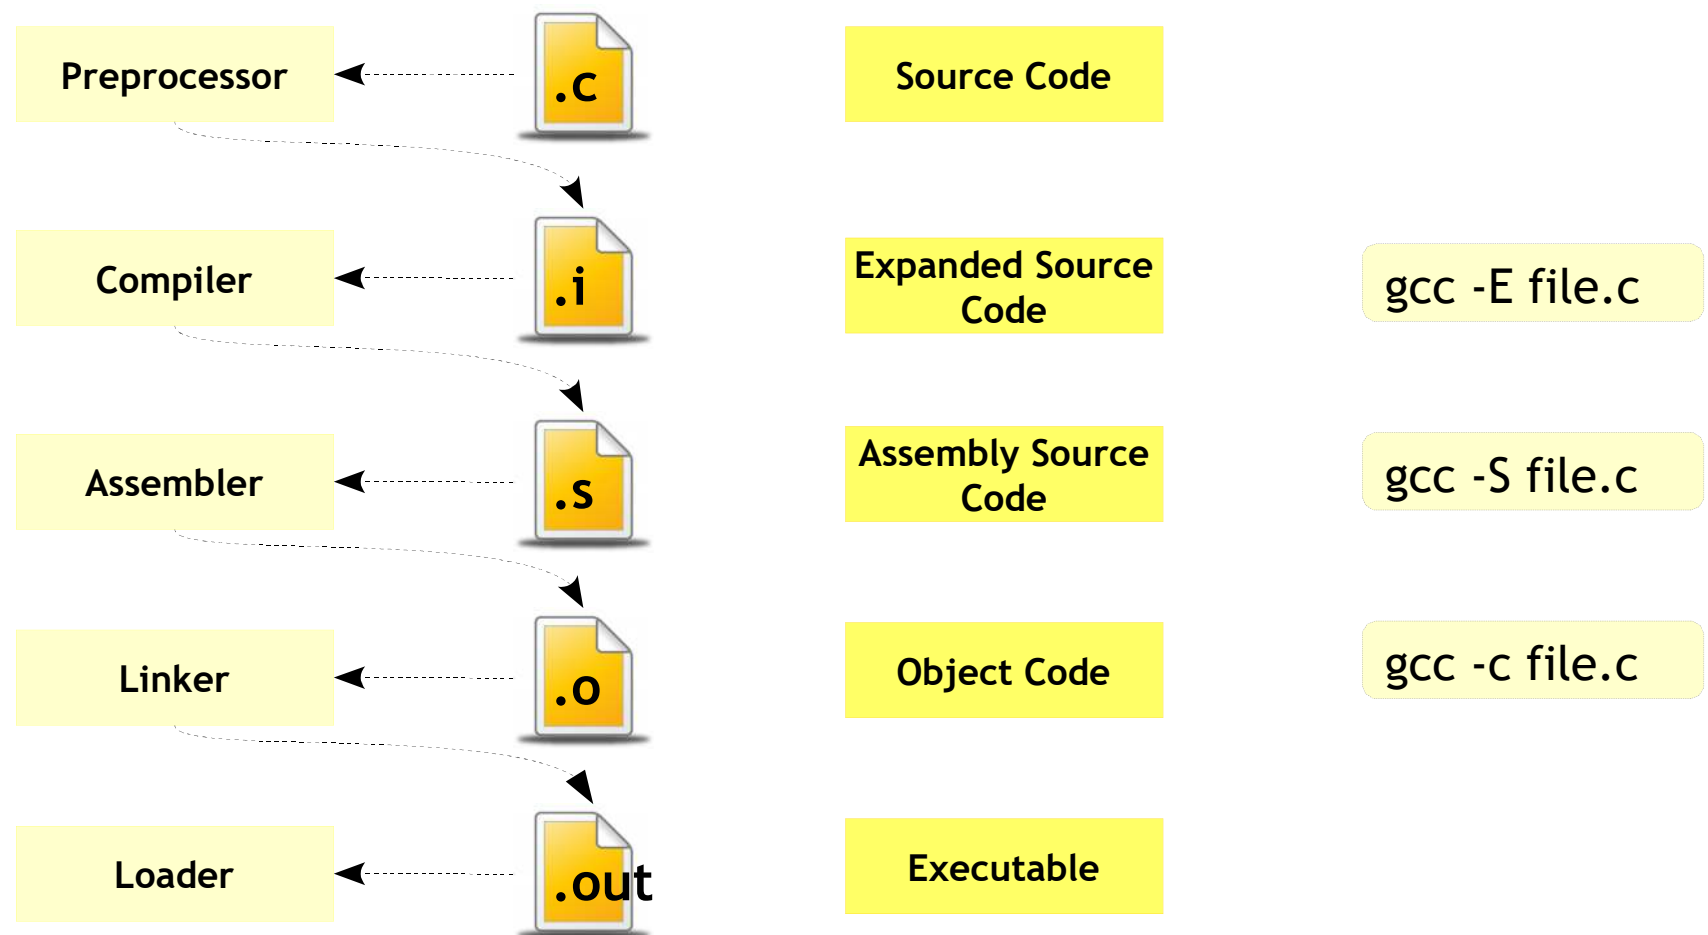 Preprocessor
.c
Source Code
Compiler
.i
Expanded Source
Code
gcc -E file.c
Assembler
.s
Assembly Source
Code
gcc -S file.c
Linker
.o
Object Code
gcc -c file.c
Loader
.out
Executable